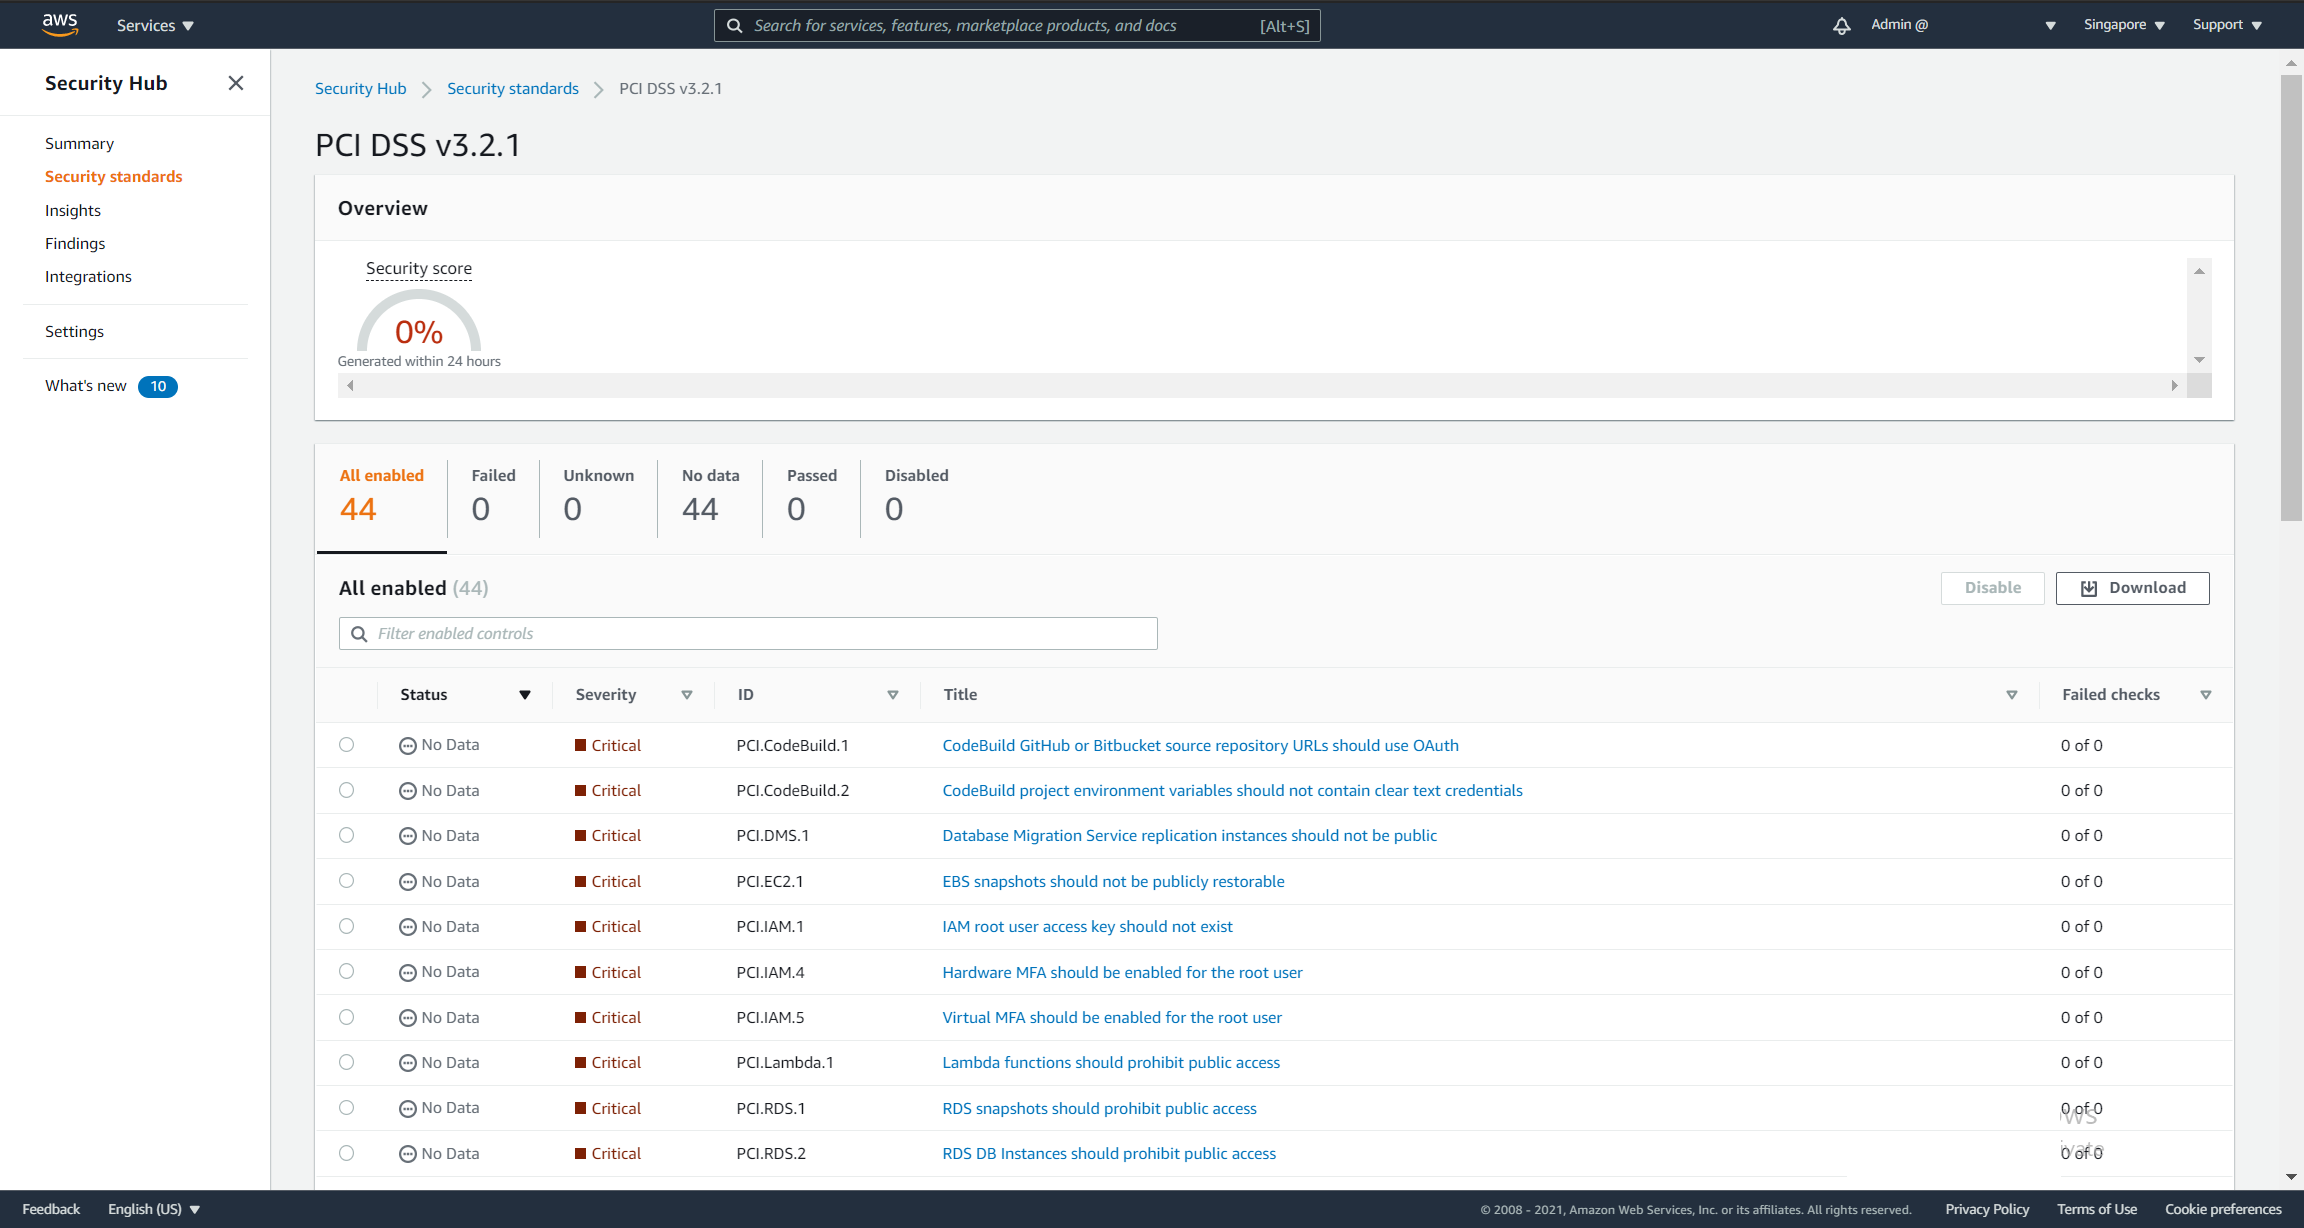 aws
Services
Search for services, features, marketplace products, and docs [Alt+S]
Admin @
Singapore
Support
Security Hub
Summary
Security standards
Insights
Findings
Integrations
Settings
What's new 10
Security Hub Security standards PCI DSS v3.2.1
PCI DSS v3.2.1
Overview
Security score
0%
Generated within 24 hours
All enabled Failed Unknown No data Passed Disabled
44 0 0 44 0 0
All enabled (44)
Disable
Download
Filter enabled controls
Status Severity ID Title Failed checks
No Data Critical PCI.CodeBuild.1 CodeBuild GitHub or Bitbucket source repository URLs should use OAuth 0 of 0
No Data Critical PCI.CodeBuild.2 CodeBuild project environment variables should not contain clear text credentials 0 of 0
No Data Critical PCI.DMS.1 Database Migration Service replication instances should not be public 0 of 0
No Data Critical PCI.EC2.1 EBS snapshots should not be publicly restorable 0 of 0
No Data Critical PCI.IAM.1 IAM root user access key should not exist 0 of 0
No Data Critical PCI.IAM.4 Hardware MFA should be enabled for the root user 0 of 0
No Data Critical PCI.IAM.5 Virtual MFA should be enabled for the root user 0 of 0
No Data Critical PCI.Lambda.1 Lambda functions should prohibit public access 0 of 0
No Data Critical PCI.RDS.1 RDS snapshots should prohibit public access 0 of 0
No Data Critical PCI.RDS.2 RDS DB Instances should prohibit public access 0 of 0
Feedback English (US) © 2008 - 2021, Amazon Web Services, Inc. or its affiliates. All rights reserved. Privacy Policy Terms of Use Cookie preferences